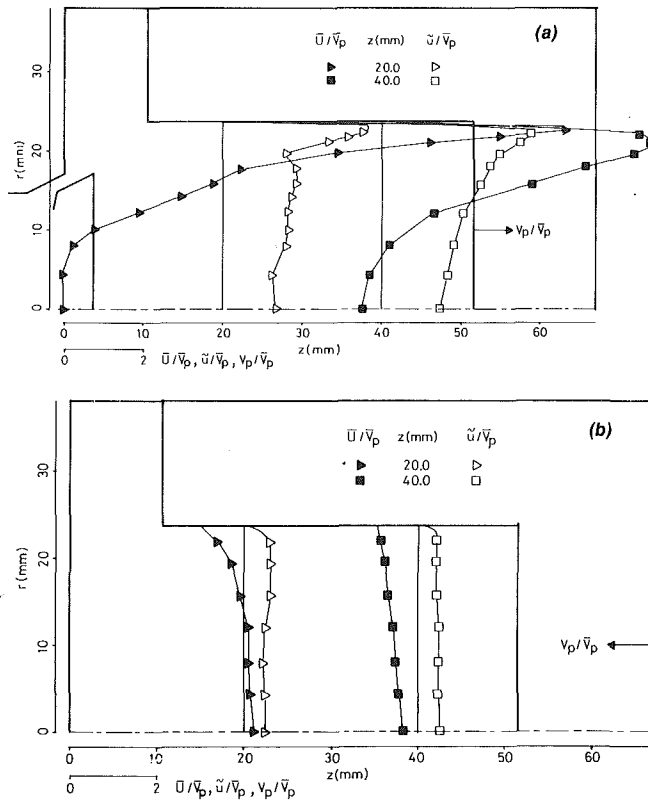 (a)
Ū/V̄p z(mm) ũ/V̄p
20.0
40.0
30
20
10
0
r(mm)
Vp/V̄p
0 10 20 30 40 50 60
z(mm)
0 2 Ū/V̄p, ũ/V̄p, Vp/V̄p
(b)
Ū/V̄p z(mm) ũ/V̄p
20.0
40.0
30
20
10
0
r(mm)
Vp/V̄p
0 20 30 40 50 60
z(mm)
0 2 Ū/V̄p, ũ/V̄p, Vp/V̄p